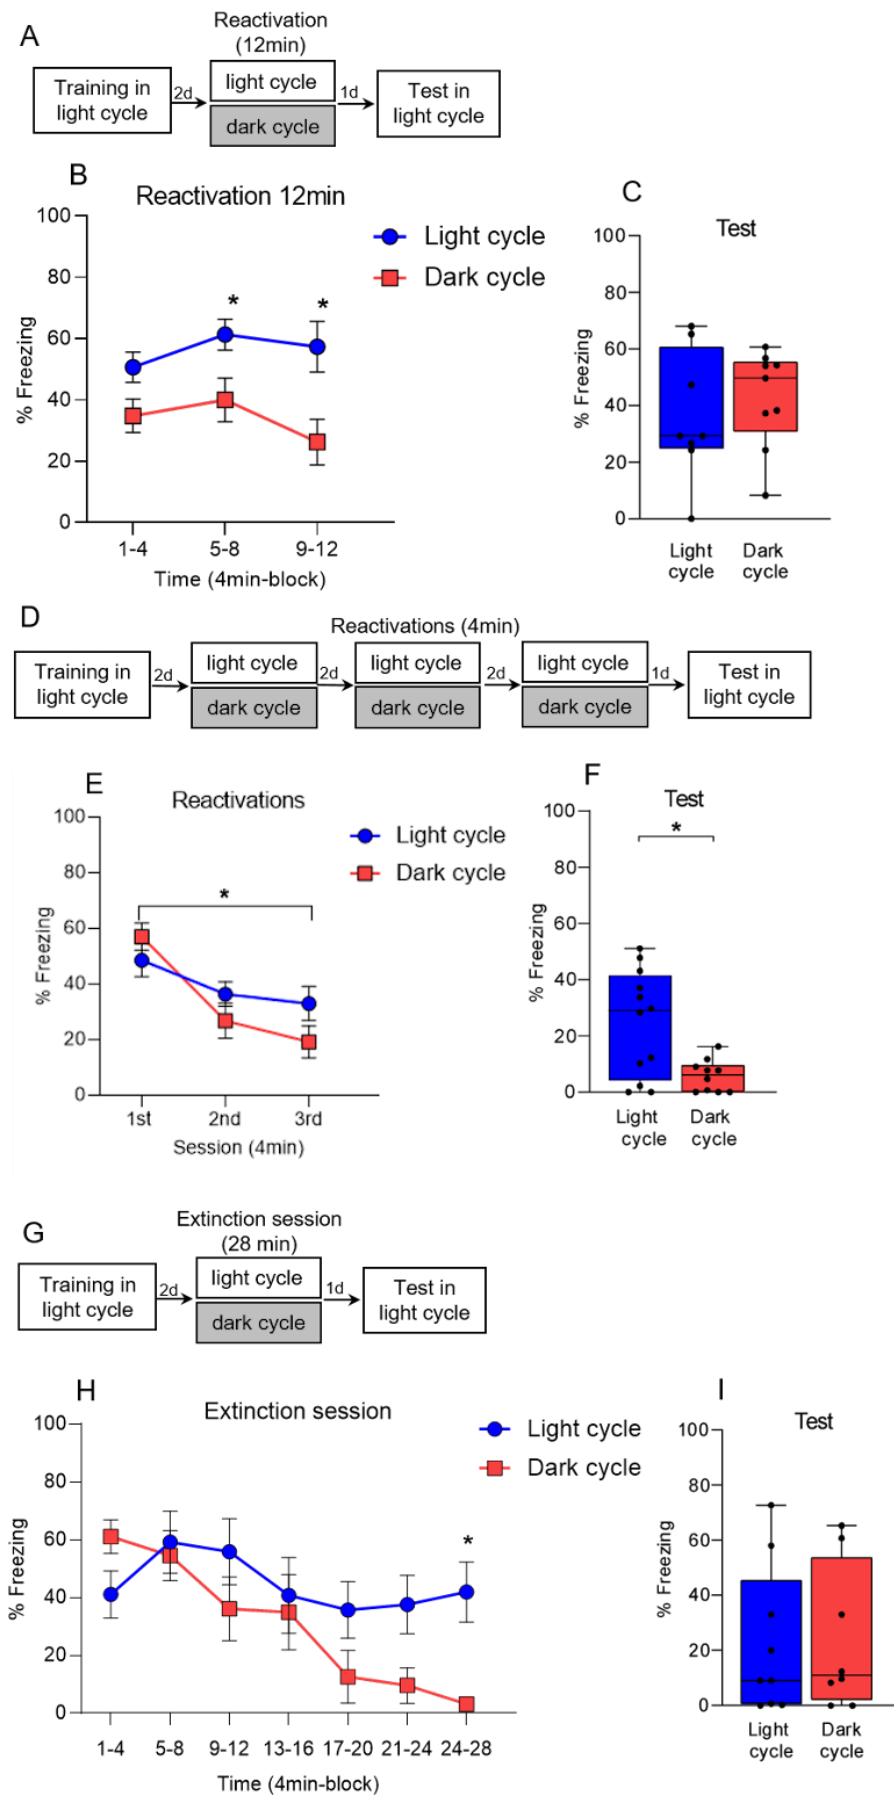 A
Reactivation
(12min)
Training in
light cycle
2d
light cycle
dark cycle
1d
Test in
light cycle
B
Reactivation 12min
% Freezing
100
80
60
40
20
0
*
*
1-4
5-8
9-12
Time (4min-block)
Light cycle
Dark cycle
C
Test
% Freezing
100
80
60
40
20
0
Light
cycle
Dark
cycle
D
Reactivations (4min)
Training in
light cycle
2d
light cycle
dark cycle
2d
light cycle
dark cycle
2d
light cycle
dark cycle
1d
Test in
light cycle
E
Reactivations
% Freezing
100
80
60
40
20
0
*
1st
2nd
3rd
Session (4min)
Light cycle
Dark cycle
F
Test
% Freezing
100
80
60
40
20
0
*
Light
cycle
Dark
cycle
G
Extinction session
(28 min)
Training in
light cycle
2d
light cycle
dark cycle
1d
Test in
light cycle
H
Extinction session
% Freezing
100
80
60
40
20
0
*
1-4
5-8
9-12
13-16
17-20
21-24
24-28
Time (4min-block)
Light cycle
Dark cycle
I
Test
% Freezing
100
80
60
40
20
0
Light
cycle
Dark
cycle